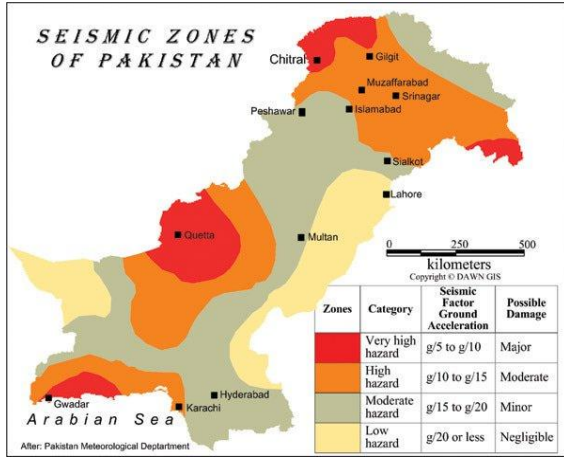 SEISMIC ZONES
OF PAKISTAN
Chitral
Gilgit
Muzaffarabad
Srinagar
Peshawar
Islamabad
Sialkot
Lahore
Quetta
Multan
0 250 500
kilometers
Copyright © DAWN GIS
Zones Category Seismic Factor Ground Acceleration Possible Damage
Very high hazard g/5 to g/10 Major
High hazard g/10 to g/15 Moderate
Moderate hazard g/15 to g/20 Minor
Low hazard g/20 or less Negligible
Gwadar
Karachi
Hyderabad
Arabian Sea
After: Pakistan Meteorological Deptartment